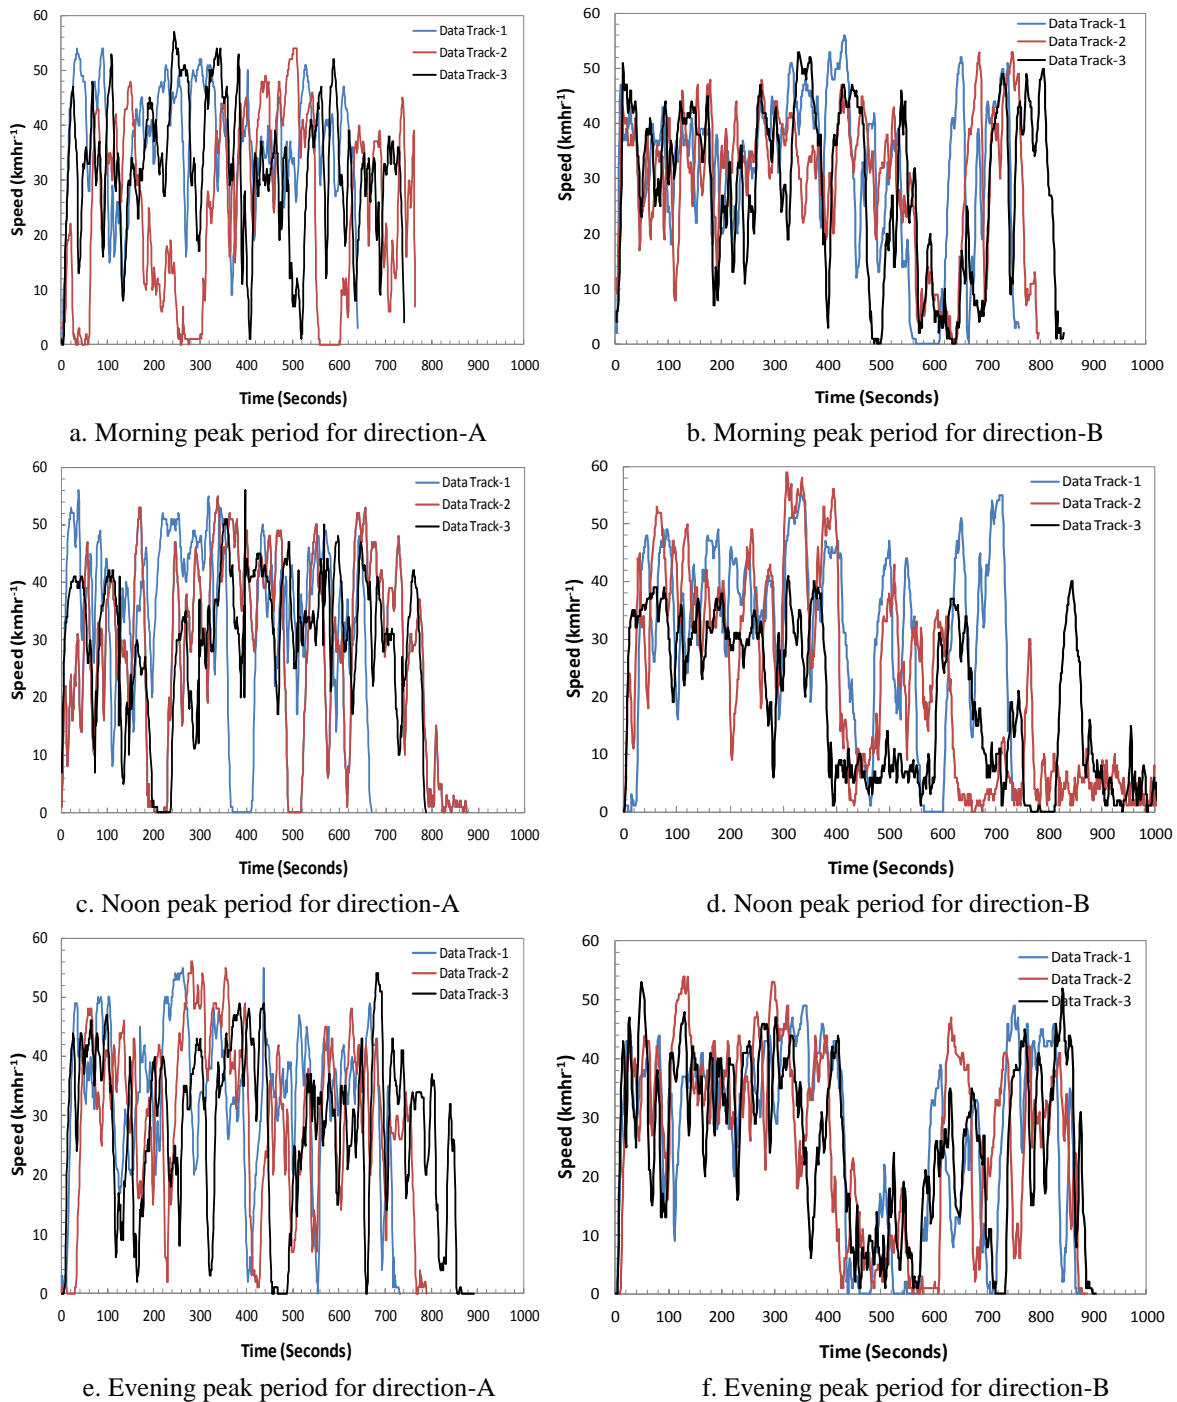 60
50
40
30
20
10
0
Speed (kmhr⁻¹)
Data Track-1
Data Track-2
Data Track-3
0 100 200 300 400 500 600 700 800 900 1000
Time (Seconds)
a. Morning peak period for direction-A
60
50
40
30
20
10
0
Speed (kmhr⁻¹)
Data Track-1
Data Track-2
Data Track-3
0 100 200 300 400 500 600 700 800 900 1000
Time (Seconds)
b. Morning peak period for direction-B
60
50
40
30
20
10
0
Speed (kmhr⁻¹)
Data Track-1
Data Track-2
Data Track-3
0 100 200 300 400 500 600 700 800 900 1000
Time (Seconds)
c. Noon peak period for direction-A
60
50
40
30
20
10
0
Speed (kmhr⁻¹)
Data Track-1
Data Track-2
Data Track-3
0 100 200 300 400 500 600 700 800 900 1000
Time (Seconds)
d. Noon peak period for direction-B
60
50
40
30
20
10
0
Speed (kmhr⁻¹)
Data Track-1
Data Track-2
Data Track-3
0 100 200 300 400 500 600 700 800 900 1000
Time (Seconds)
e. Evening peak period for direction-A
60
50
40
30
20
10
0
Speed (kmhr⁻¹)
Data Track-1
Data Track-2
Data Track-3
0 100 200 300 400 500 600 700 800 900 1000
Time (Seconds)
f. Evening peak period for direction-B